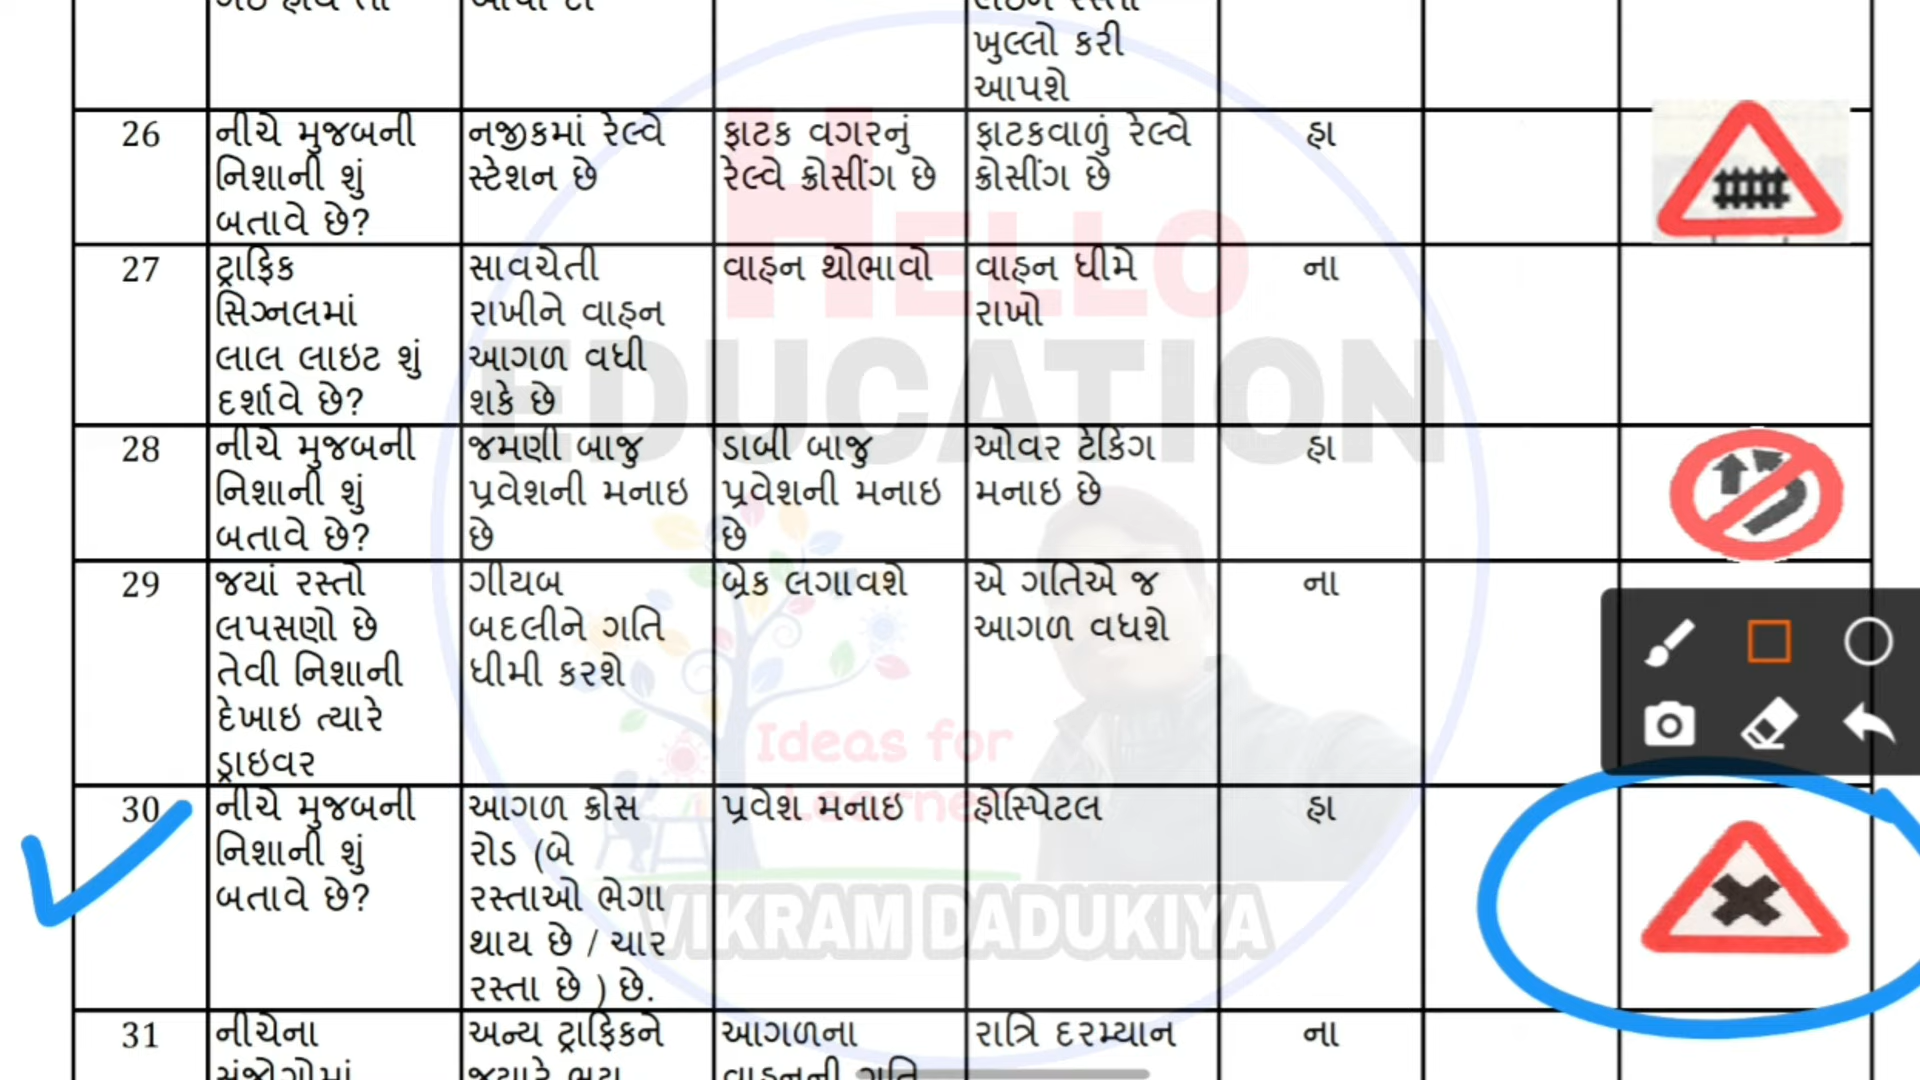 ખુલ્લો કરી
આપશે
26
નીચે મુજબની
નિશાની શું
બતાવે છે?
નજીકમાં રેલ્વે
સ્ટેશન છે
ફાટક વગરનું
રેલ્વે ક્રોસીંગ છે
ફાટકવાળું રેલ્વે
ક્રોસીંગ છે
હા
27
ટ્રાફિક
સિગ્નલમાં
લાલ લાઇટ શું
દર્શાવે છે?
સાવચેતી
રાખીને વાહન
આગળ વધી
શકે છે
વાહન થોભાવો
વાહન ધીમે
રાખો
ના
28
નીચે મુજબની
નિશાની શું
બતાવે છે?
જમણી બાજુ
પ્રવેશની મનાઇ
છે
ડાબી બાજુ
પ્રવેશની મનાઇ
છે
ઓવર ટેકિંગ
મનાઇ છે
હા
29
જયાં રસ્તો
લપસણો છે
તેવી નિશાની
દેખાઇ ત્યારે
ડ્રાઇવર
ગીયબ
બદલીને ગતિ
ધીમી કરશે
બ્રેક લગાવશે
એ ગતિએ જ
આગળ વધશે
ના
30
નીચે મુજબની
નિશાની શું
બતાવે છે?
આગળ ક્રોસ
રોડ (બે
રસ્તાઓ ભેગા
થાય છે / ચાર
રસ્તા છે ) છે.
પ્રવેશ મનાઇ
હોસ્પિટલ
હા
31
નીચેના
અન્ય ટ્રાફિકને
આગળના
રાત્રિ દરમ્યાન
ના
HELLO
EDUCATION
Ideas for
Learner
VIKRAM DADUKIYA